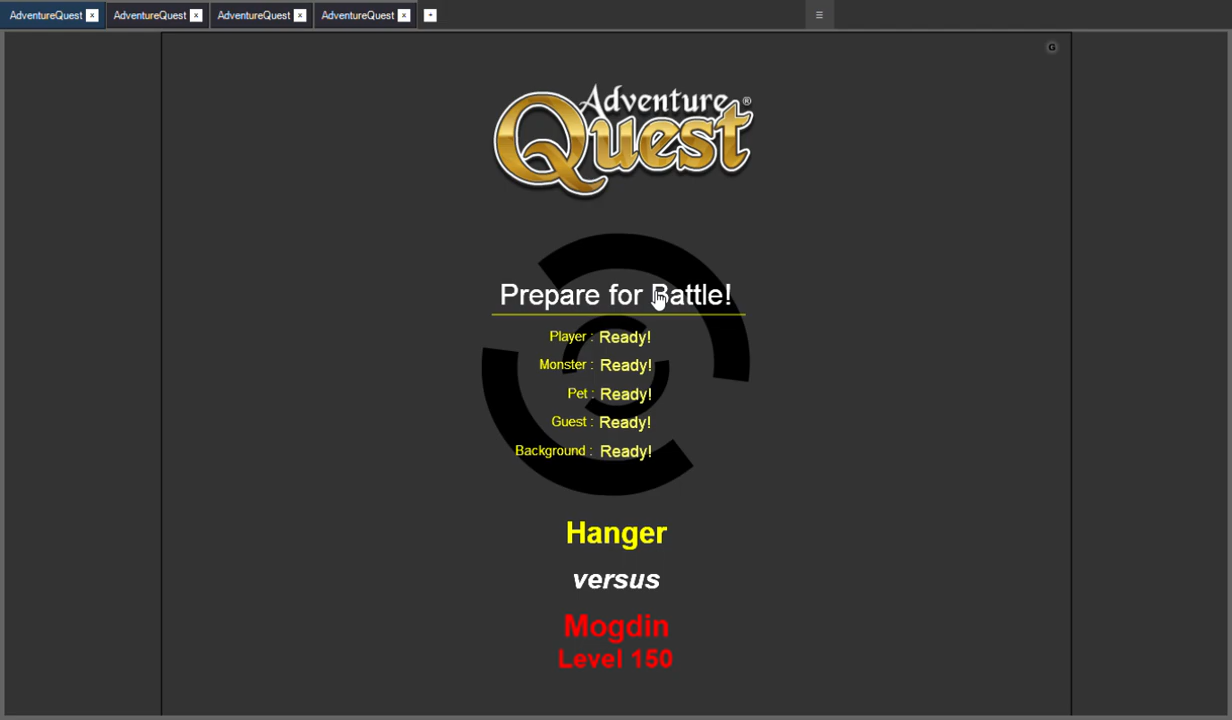 AdventureQuest x AdventureQuest x AdventureQuest x AdventureQuest x +
G
Adventure ®
Quest
Prepare for Battle!
Player : Ready!
Monster : Ready!
Pet : Ready!
Guest : Ready!
Background : Ready!
Hanger
versus
Mogdin
Level 150